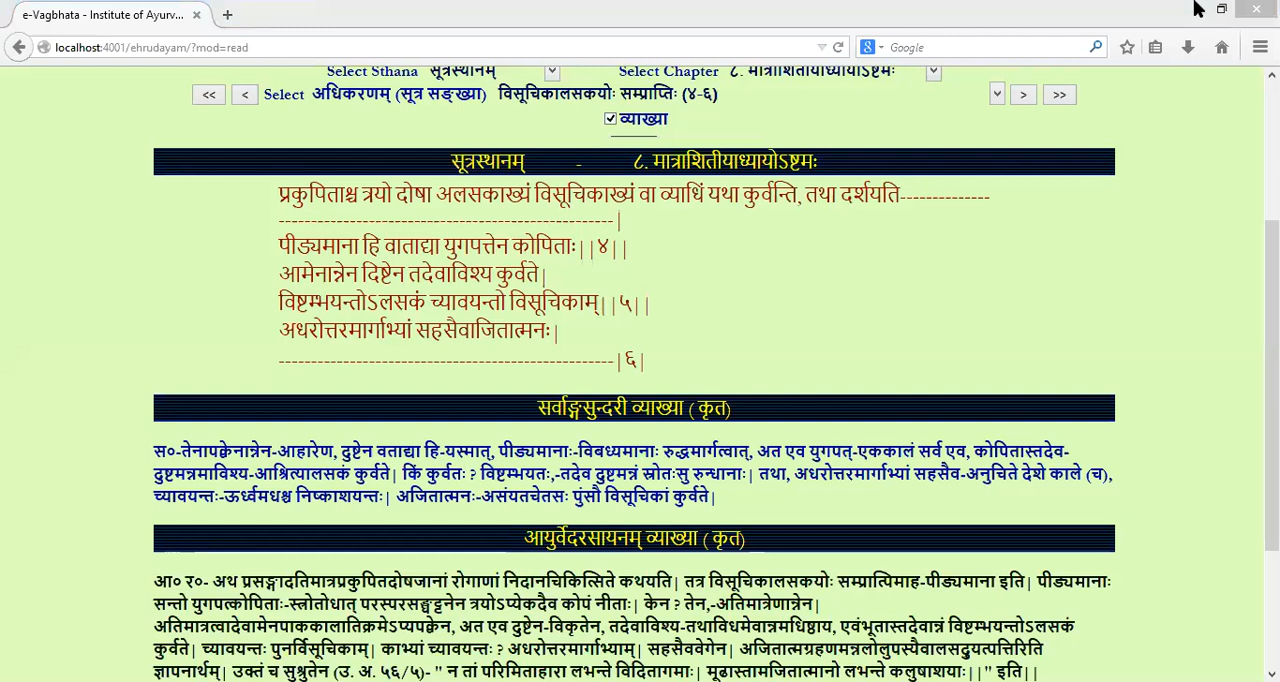 e-Vagbhata - Institute of Ayurv...
localhost:4001/ehrudayam/?mod=read
Google
Select Sthana सूत्रस्थानम् Select Chapter ८. मात्राशितीयाध्यायोऽष्टमः
<< < Select अधिकरणम् (सूत्र सङ्ख्या) विसूचिकालसकयोः सम्प्राप्तिः (४-६) > >>
व्याख्या
सूत्रस्थानम् - ८. मात्राशितीयाध्यायोऽष्टमः
प्रकुपिताश्च त्रयो दोषा अलसकाख्यं विसूचिकाख्यं वा व्याधिं यथा कुर्वन्ति, तथा दर्शयति--------------
----------------------------------------------------|
पीड्यमाना हि वाताद्या युगपत्तेन कोपिताः||४||
आमेनान्नेन दिष्टेन तदेवाविश्य कुर्वते|
विष्टम्भयन्तोऽलसकं च्यावयन्तो विसूचिकाम्||५||
अधरोत्तरमार्गाभ्यां सहसैवाजितात्मनः|
----------------------------------------------------|६|
सर्वाङ्गसुन्दरी व्याख्या (कृत)
स०-तेनापक्वेनान्नेन-आहारेण, दुष्टेन वताद्या हि-यस्मात्, पीड्यमानाः-विबध्यमानाः रुद्धमार्गत्वात्, अत एव युगपत्-एककालं सर्व एव, कोपितास्तदेव-
दुष्टमन्नमाविश्य-आश्रित्यालसकं कुर्वते| किं कुर्वतः ? विष्टम्भयतः,-तदेव दुष्टमन्नं स्रोतःसु रुन्धानाः| तथा, अधरोत्तरमार्गाभ्यां सहसैव-अनुचिते देशे काले (च),
च्यावयन्तः-ऊर्ध्वमधश्च निष्काशयन्तः| अजितात्मनः-असंयतचेतसः पुंसौ विसूचिकां कुर्वते|
आयुर्वेदरसायनम् व्याख्या (कृत)
आ० र०- अथ प्रसङ्गादतिमात्रप्रकुपितदोषजानां रोगाणां निदानचिकित्सिते कथयति| तत्र विसूचिकालसकयोः सम्प्राप्तिमाह-पीड्यमाना इति| पीड्यमानाः
सन्तो युगपत्कोपिताः-स्त्रोतोधात् परस्परसङ्घट्टनेन त्रयोऽप्येकदैव कोपं नीताः| केन ? तेन,-अतिमात्रेणान्नेन|
अतिमात्रत्वादेवामेनपाककालातिक्रमेऽप्यपक्वेन, अत एव दुष्टेन-विकृतेन, तदेवाविश्य-तथाविधमेवान्नमधिष्ठाय, एवंभूतास्तदेवान्नं विष्टम्भयन्तोऽलसकं
कुर्वते| च्यावयन्तः पुनर्विसूचिकाम्| काभ्यां च्यावयन्तः ? अधरोत्तरमार्गाभ्याम्| सहसैववेगेन| अजितात्मग्रहणमन्नलोलुपस्यैवालसकदुयुत्पत्तिरिति
ज्ञापनार्थम्| उक्तं च सुश्रुतेन (उ. अ. ५६/५)- " न तां परिमिताहारा लभन्ते विदितागमाः| मूढास्तामजितात्मानो लभन्ते कलुषाशयाः||" इति||